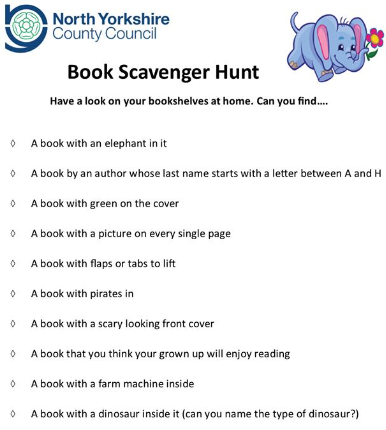 North Yorkshire
County Council
Book Scavenger Hunt
Have a look on your bookshelves at home. Can you find....
◊ A book with an elephant in it
◊ A book by an author whose last name starts with a letter between A and H
◊ A book with green on the cover
◊ A book with a picture on every single page
◊ A book with flaps or tabs to lift
◊ A book with pirates in
◊ A book with a scary looking front cover
◊ A book that you think your grown up will enjoy reading
◊ A book with a farm machine inside
◊ A book with a dinosaur inside it (can you name the type of dinosaur?)